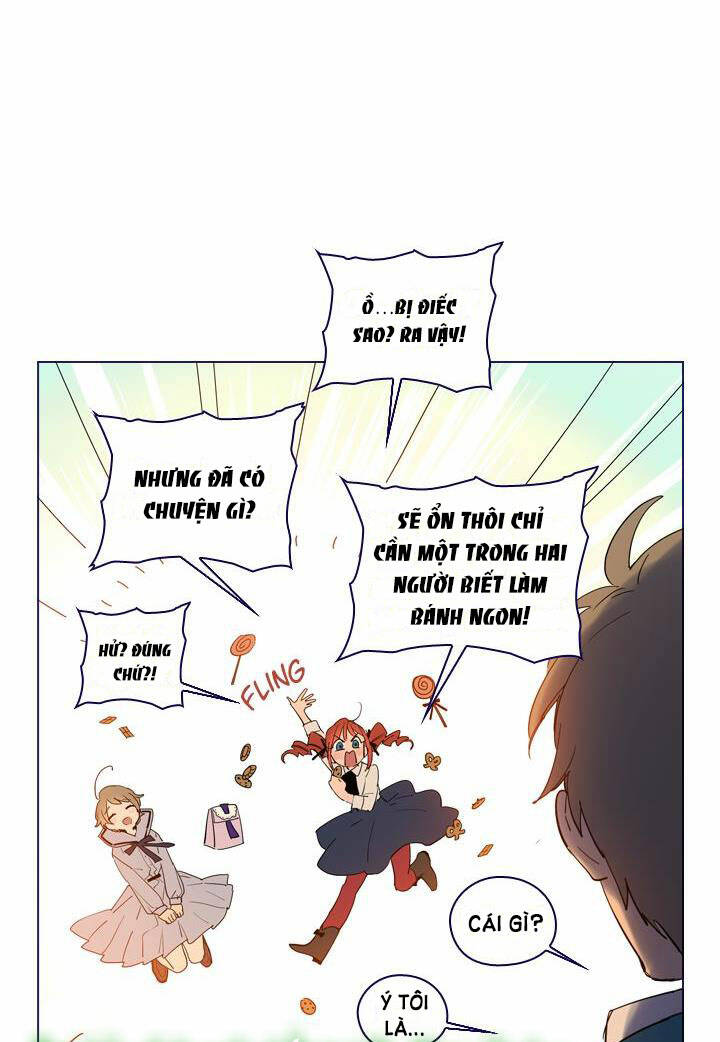 Ồ...BỊ ĐIẾC
SAO? RA VẬY!
NHƯNG ĐÃ CÓ
CHUYỆN GÌ?
SẼ ỔN THÔI CHỈ
CẦN MỘT TRONG HAI
NGƯỜI BIẾT LÀM
BÁNH NGON!
HỬ? ĐÚNG
CHỨ?!
FLING
CÁI GÌ?
Ý TÔI
LÀ...